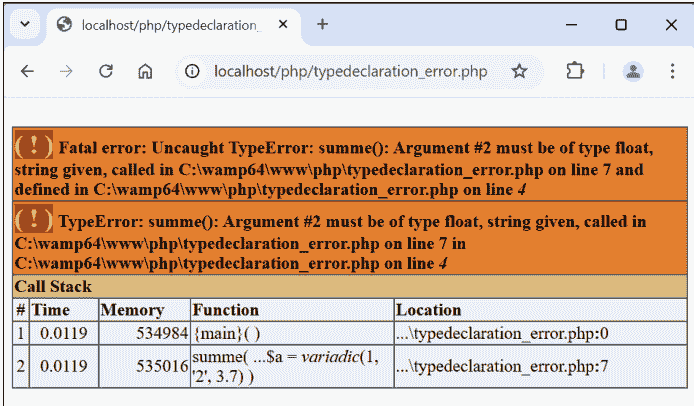 localhost/php/typedeclaration_
localhost/php/typedeclaration_error.php
( ! ) Fatal error: Uncaught TypeError: summe(): Argument #2 must be of type float,
string given, called in C:\wamp64\www\php\typedeclaration_error.php on line 7 and
defined in C:\wamp64\www\php\typedeclaration_error.php on line 4
( ! ) TypeError: summe(): Argument #2 must be of type float, string given, called in
C:\wamp64\www\php\typedeclaration_error.php on line 7 in
C:\wamp64\www\php\typedeclaration_error.php on line 4
Call Stack
# Time Memory Function Location
1 0.0119 534984 {main}( ) ...\typedeclaration_error.php:0
2 0.0119 535016 summe( ...$a = variadic(1, '2', 3.7) ) ...\typedeclaration_error.php:7